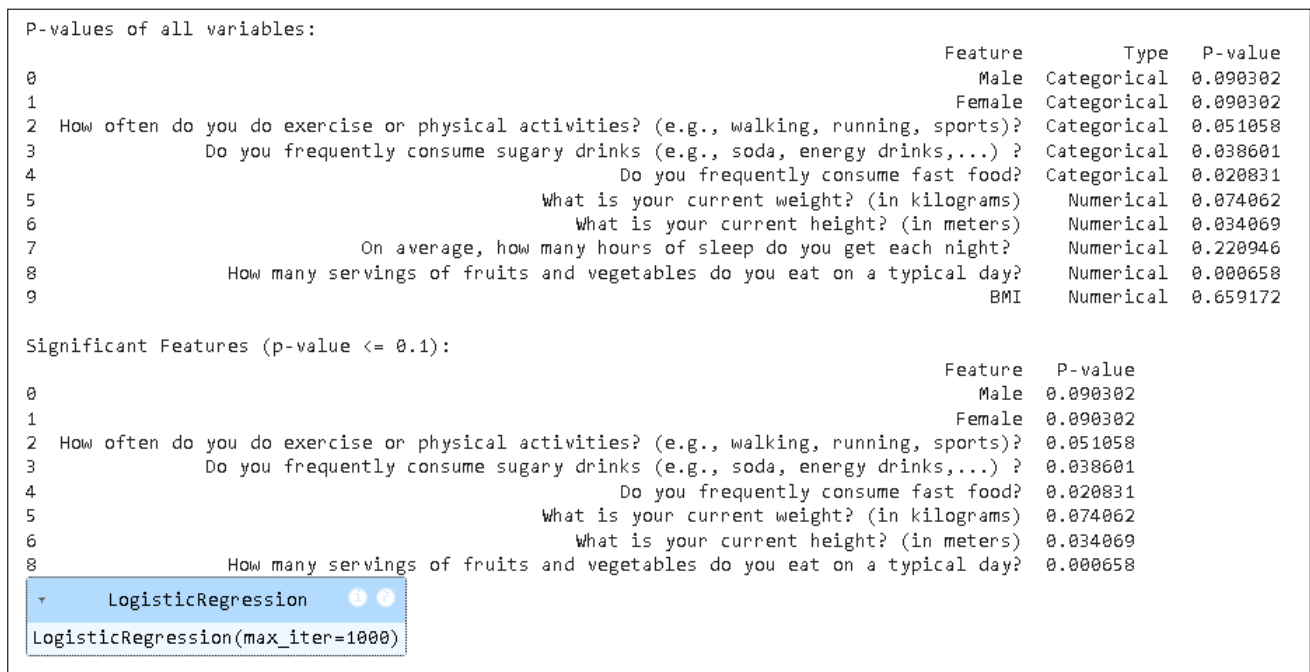 P-values of all variables:
Feature Type P-value
0 Male Categorical 0.090302
1 Female Categorical 0.090302
2 How often do you do exercise or physical activities? (e.g., walking, running, sports)? Categorical 0.051058
3 Do you frequently consume sugary drinks (e.g., soda, energy drinks,...) ? Categorical 0.038601
4 Do you frequently consume fast food? Categorical 0.020831
5 What is your current weight? (in kilograms) Numerical 0.074062
6 What is your current height? (in meters) Numerical 0.034069
7 On average, how many hours of sleep do you get each night? Numerical 0.220946
8 How many servings of fruits and vegetables do you eat on a typical day? Numerical 0.000658
9 BMI Numerical 0.659172
Significant Features (p-value <= 0.1):
Feature P-value
0 Male 0.090302
1 Female 0.090302
2 How often do you do exercise or physical activities? (e.g., walking, running, sports)? 0.051058
3 Do you frequently consume sugary drinks (e.g., soda, energy drinks,...) ? 0.038601
4 Do you frequently consume fast food? 0.020831
5 What is your current weight? (in kilograms) 0.074062
6 What is your current height? (in meters) 0.034069
8 How many servings of fruits and vegetables do you eat on a typical day? 0.000658
LogisticRegression i ?
LogisticRegression(max_iter=1000)